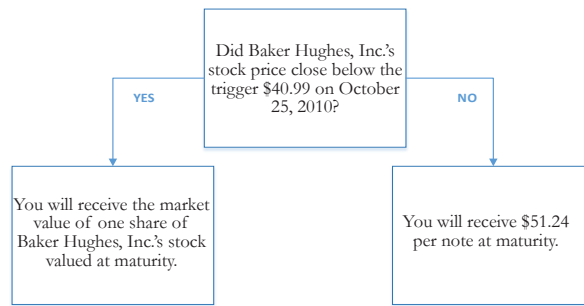 Did Baker Hughes, Inc.'s
stock price close below the
trigger $40.99 on October
25, 2010?
YES
NO
You will receive the market
value of one share of
Baker Hughes, Inc.'s stock
valued at maturity.
You will receive $51.24
per note at maturity.